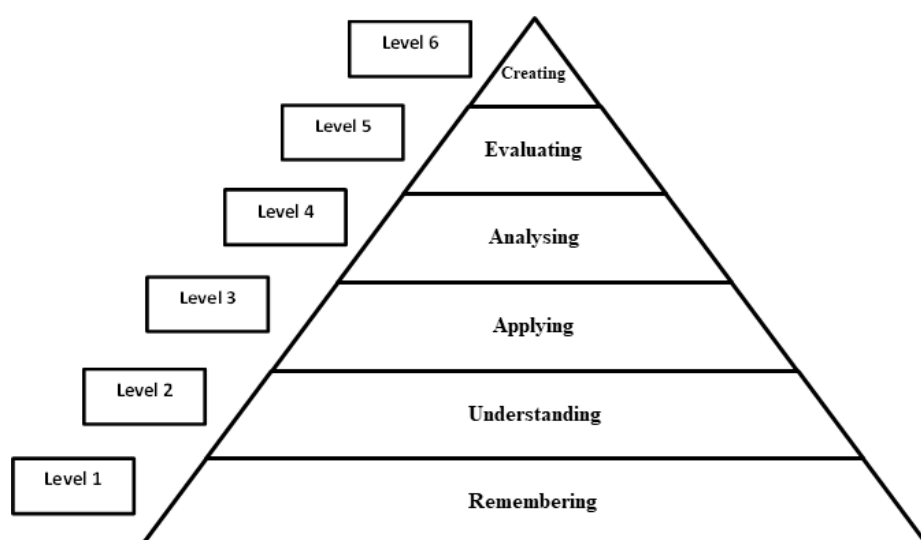 Level 6
Creating
Level 5
Evaluating
Level 4
Analysing
Level 3
Applying
Level 2
Understanding
Level 1
Remembering